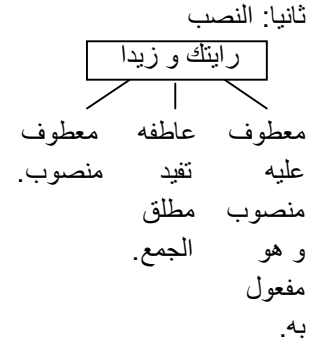 ثانيا: النصب
رايتك و زيدا
معطوف عاطفه معطوف
عليه تفيد منصوب.
منصوب مطلق
و هو الجمع.
مفعول
به.